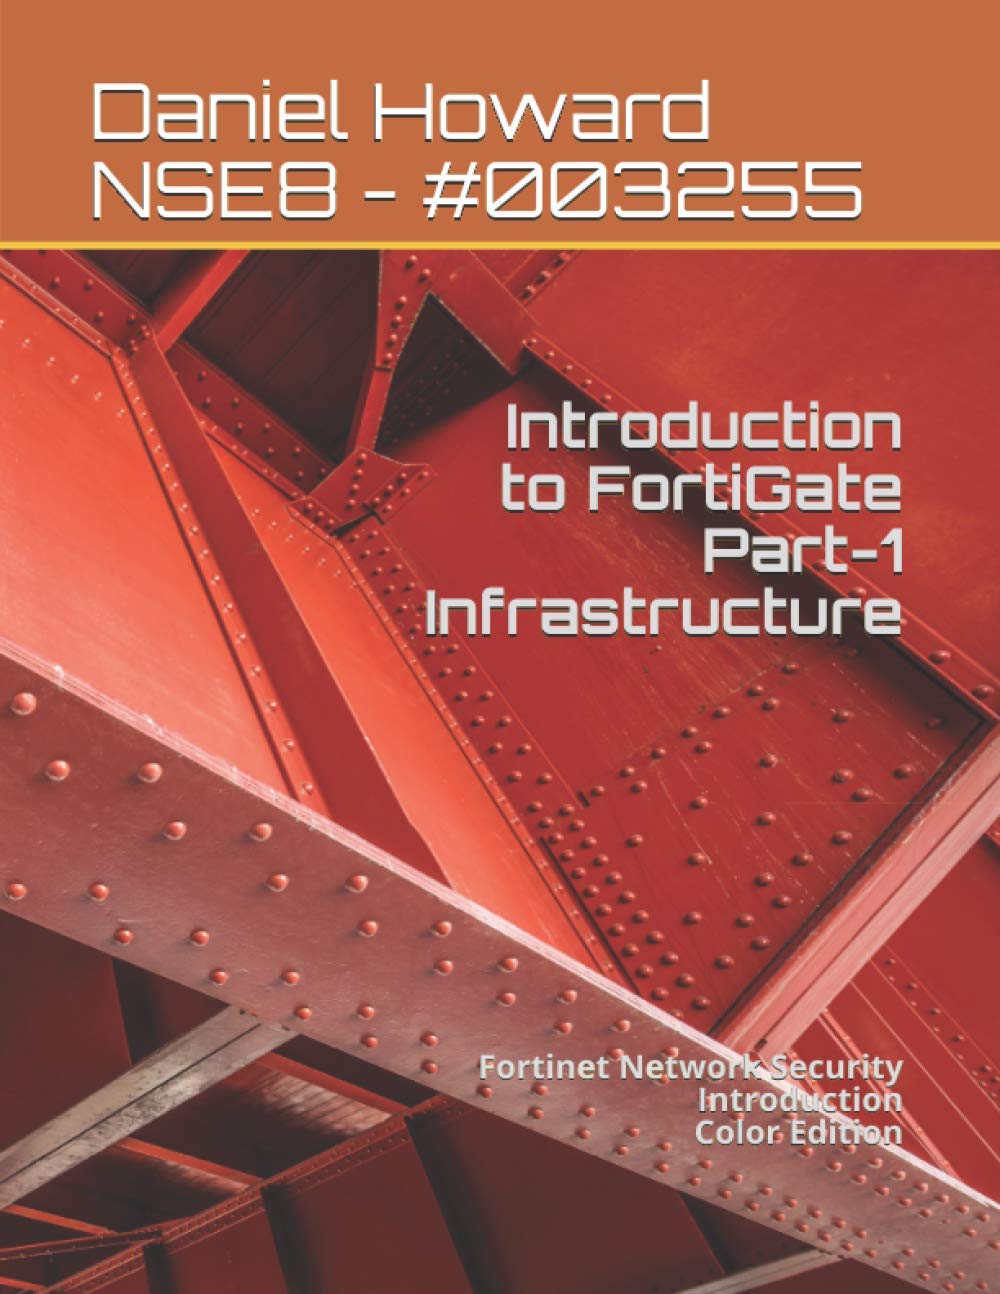 Daniel Howard
NSE8 - #003255
Introduction
to FortiGate
Part-1
Infrastructure
Fortinet Network Security
Introduction
Color Edition